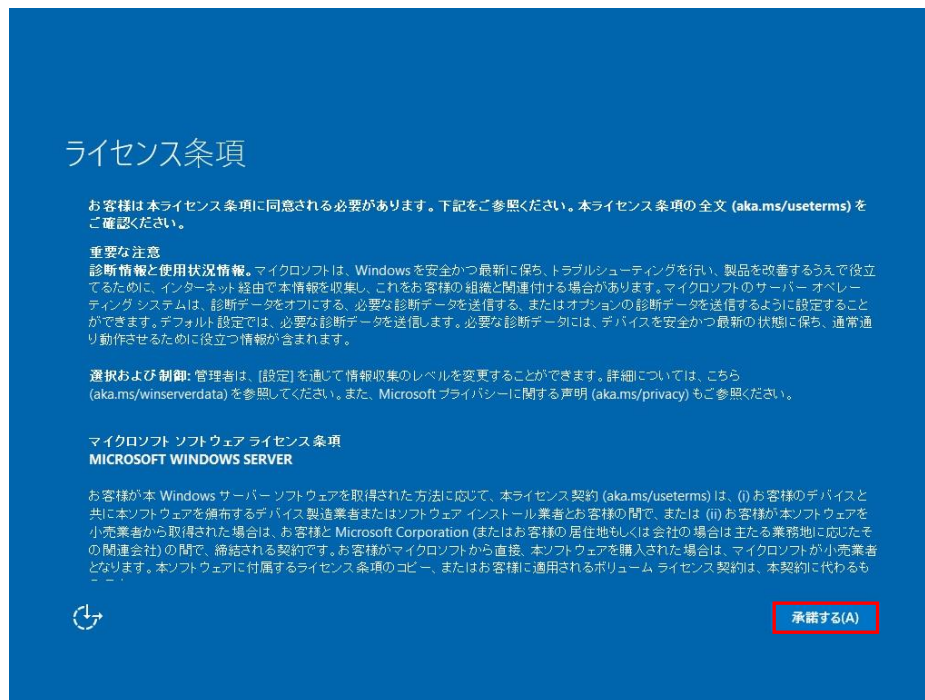 ライセンス条項
お客様は本ライセンス条項に同意される必要があります。下記をご参照ください。本ライセンス条項の全文 (aka.ms/useterms) を
ご確認ください。
重要な注意
診断情報と使用状況情報。マイクロソフトは、Windows を安全かつ最新に保ち、トラブルシューティングを行い、製品を改善するうえで役立
てるために、インターネット経由で本情報を収集し、これをお客様の組織と関連付ける場合があります。マイクロソフトのサーバー オペレー
ティング システムは、診断データをオフにする、必要な診断データを送信する、またはオプションの診断データを送信するように設定すること
ができます。デフォルト設定では、必要な診断データを送信します。必要な診断データには、デバイスを安全かつ最新の状態に保ち、通常通
り動作させるために役立つ情報が含まれます。
選択および制御: 管理者は、[設定] を通じて情報収集のレベルを変更することができます。詳細については、こちら
(aka.ms/winserverdata) を参照してください。また、Microsoft プライバシーに関する声明 (aka.ms/privacy) もご参照ください。
マイクロソフト ソフトウェア ライセンス条項
MICROSOFT WINDOWS SERVER
お客様が本 Windows サーバー ソフトウェアを取得された方法に応じて、本ライセンス契約 (aka.ms/useterms) は、(i) お客様のデバイスと
共に本ソフトウェアを頒布するデバイス製造業者またはソフトウェア インストール業者とお客様の間で、または (ii) お客様が本ソフトウェアを
小売業者から取得された場合は、お客様と Microsoft Corporation (またはお客様の居住地もしくは会社の場合は主たる業務地に応じたそ
の関連会社) の間で、締結される契約です。お客様がマイクロソフトから直接、本ソフトウェアを購入された場合は、マイクロソフトが小売業者
となります。本ソフトウェアに付属するライセンス条項のコピー、またはお客様に適用されるボリューム ライセンス契約は、本契約に代わるも
承諾する(A)